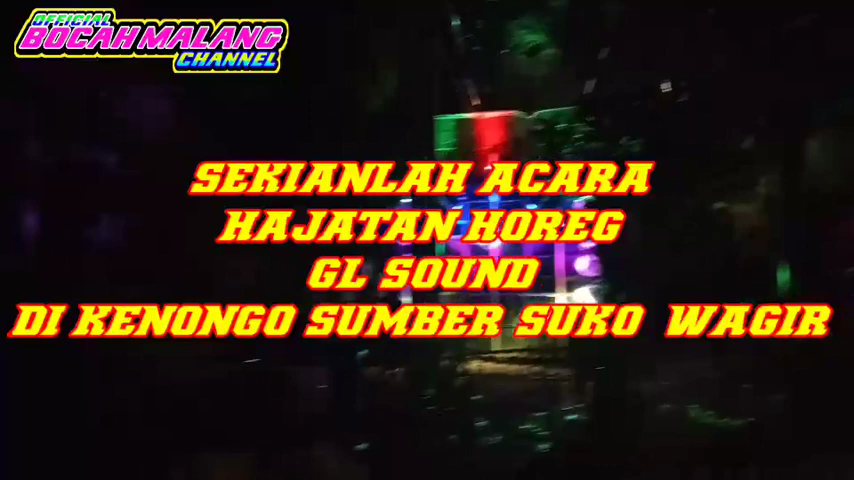 OFFICIAL
BOCAH MALANG
CHANNEL
SEKIANLAH ACARA
HAJATAN HOREG
GL SOUND
DI KENONGO SUMBER SUKO WAGIR